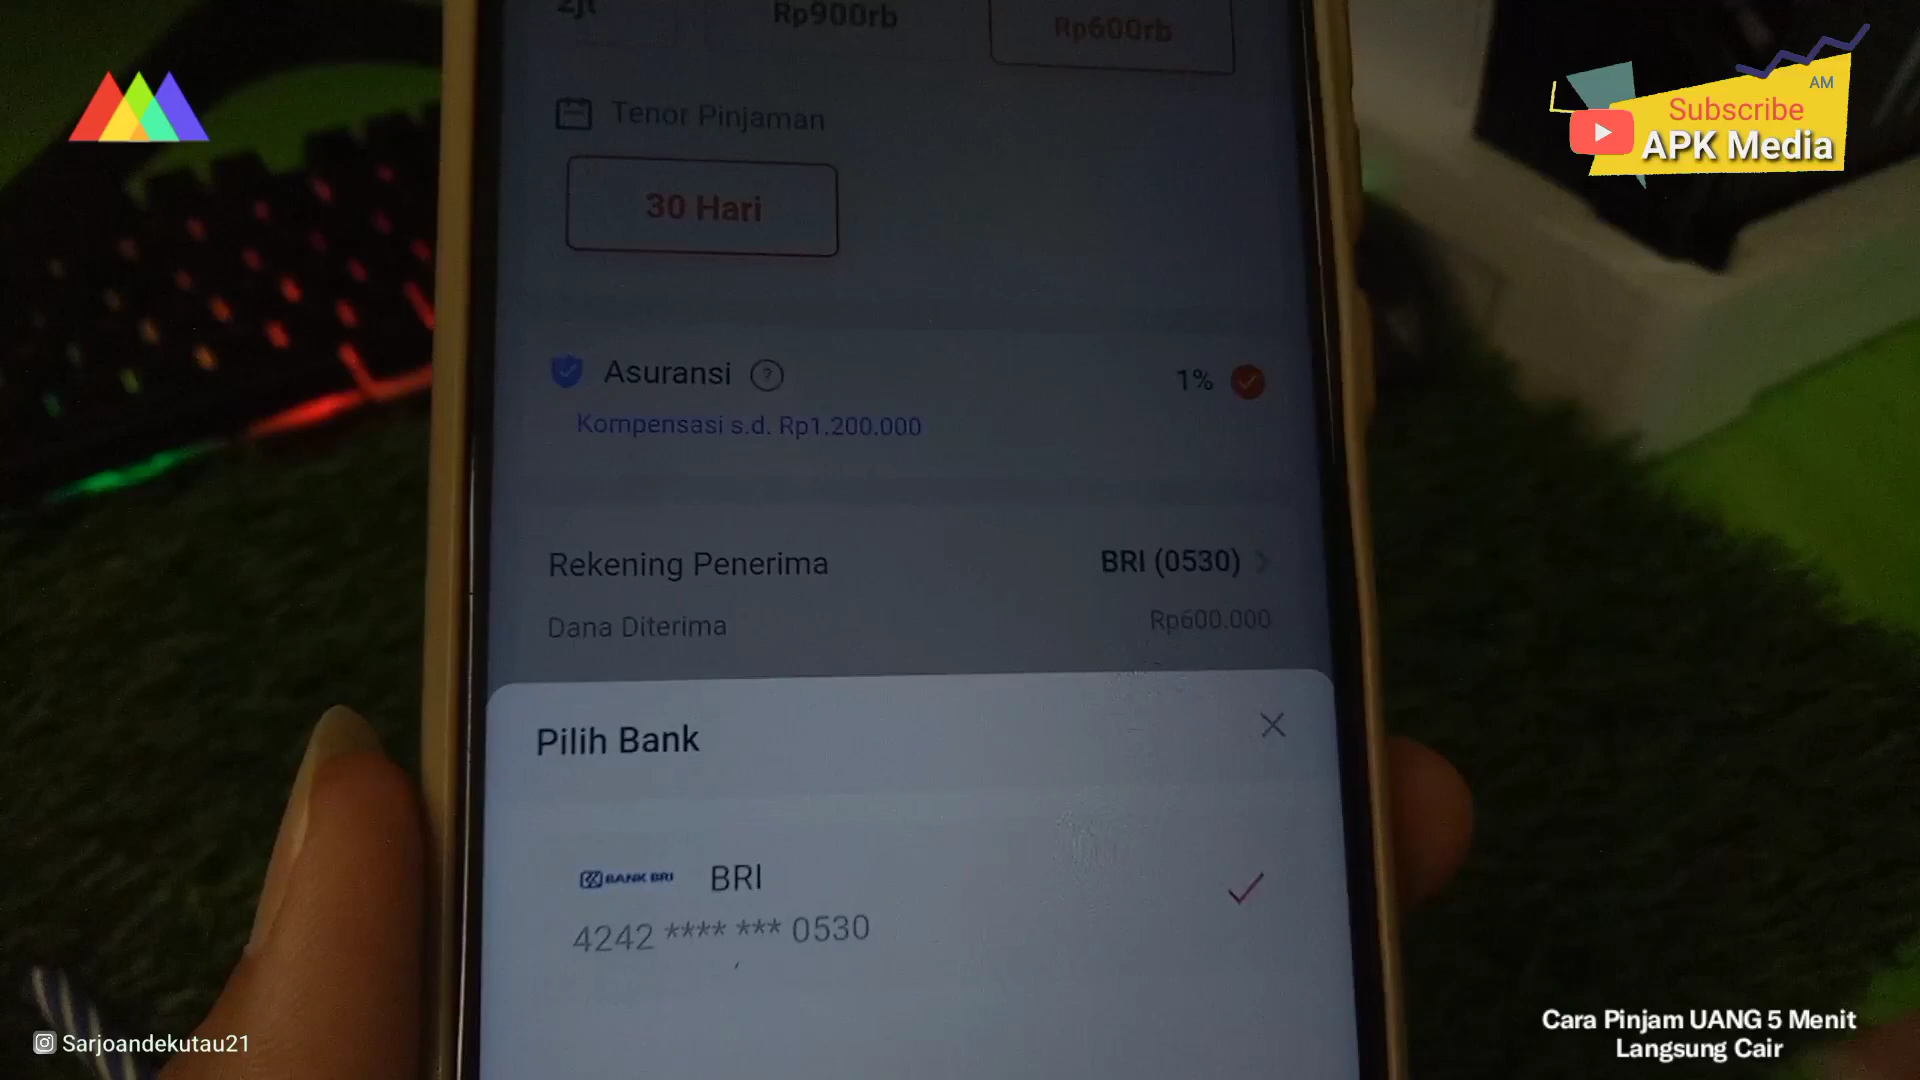 2jt
Rp900rb
Rp600rb
Tenor Pinjaman
30 Hari
Asuransi ?
1%
Kompensasi s.d. Rp1.200.000
Rekening Penerima
BRI (0530)
Dana Diterima
Rp600.000
Pilih Bank
BANK BRI BRI
4242 **** *** 0530
AM
Subscribe
APK Media
Sarjoandekutau21
Cara Pinjam UANG 5 Menit
Langsung Cair